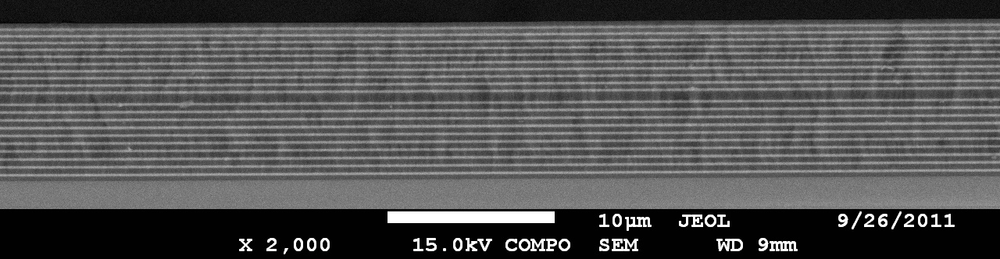 10µm JEOL 9/26/2011
X 2,000 15.0kV COMPO SEM WD 9mm